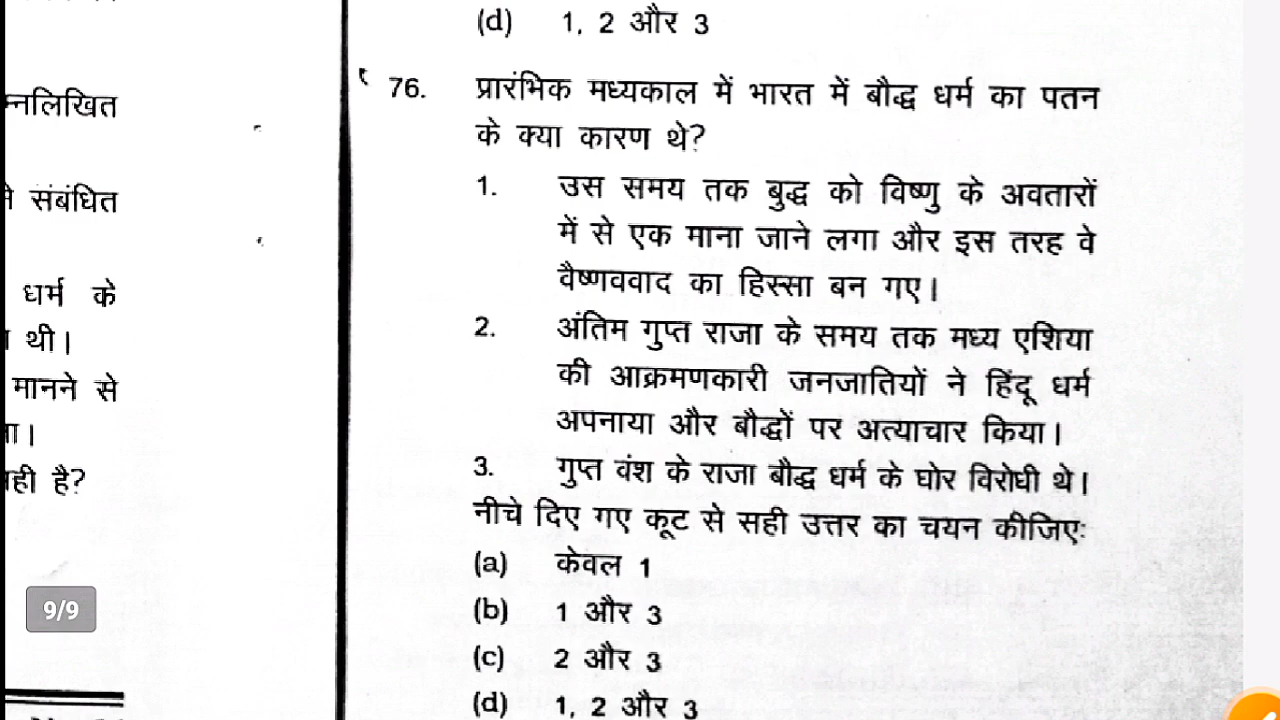 (d) 1, 2 और 3
76. प्रारंभिक मध्यकाल में भारत में बौद्ध धर्म का पतन
के क्या कारण थे?
1. उस समय तक बुद्ध को विष्णु के अवतारों
में से एक माना जाने लगा और इस तरह वे
वैष्णववाद का हिस्सा बन गए।
2. अंतिम गुप्त राजा के समय तक मध्य एशिया
की आक्रमणकारी जनजातियों ने हिंदू धर्म
अपनाया और बौद्धों पर अत्याचार किया।
3. गुप्त वंश के राजा बौद्ध धर्म के घोर विरोधी थे।
नीचे दिए गए कूट से सही उत्तर का चयन कीजिएः
(a) केवल 1
(b) 1 और 3
(c) 2 और 3
(d) 1, 2 और 3
संबंधित
धर्म के
थी।
मानने से
है?
9/9